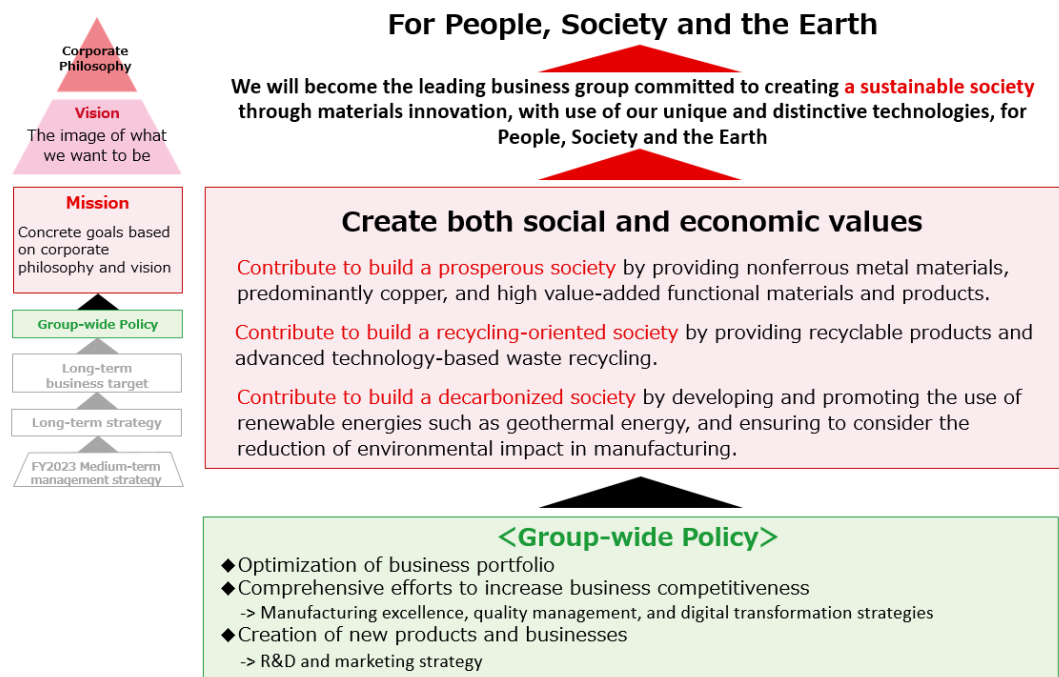 Corporate
Philosophy
Vision
The image of what
we want to be
Mission
Concrete goals based
on corporate
philosophy and vision
Group-wide Policy
Long-term
business target
Long-term strategy
FY2023 Medium-term
management strategy
For People, Society and the Earth
We will become the leading business group committed to creating a sustainable society
through materials innovation, with use of our unique and distinctive technologies, for
People, Society and the Earth
Create both social and economic values
Contribute to build a prosperous society by providing nonferrous metal materials,
predominantly copper, and high value-added functional materials and products.
Contribute to build a recycling-oriented society by providing recyclable products and
advanced technology-based waste recycling.
Contribute to build a decarbonized society by developing and promoting the use of
renewable energies such as geothermal energy, and ensuring to consider the
reduction of environmental impact in manufacturing.
<Group-wide Policy>
◆Optimization of business portfolio
◆Comprehensive efforts to increase business competitiveness
-> Manufacturing excellence, quality management, and digital transformation strategies
◆Creation of new products and businesses
-> R&D and marketing strategy